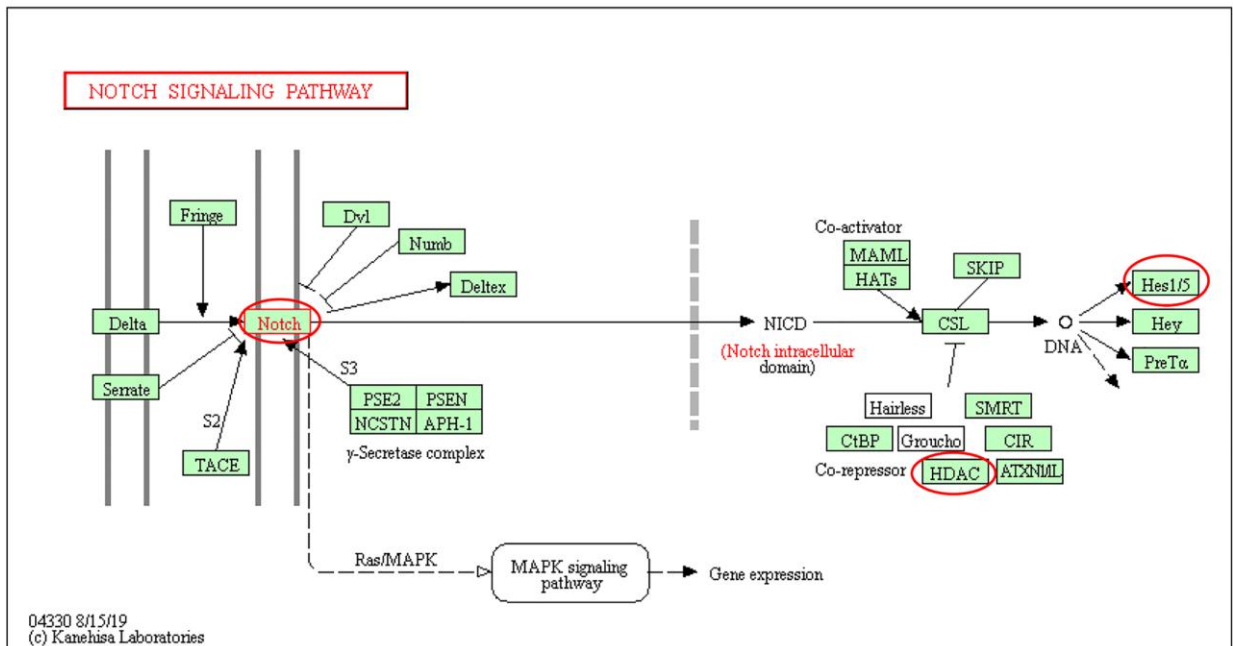 NOTCH SIGNALING PATHWAY
Fringe
Dvl
Numb
Deltex
Delta
Notch
Serrate
S2
TACE
S3
PSE2 PSEN
NCSTN APH-1
γ-Secretase complex
NICD
(Notch intracellular
domain)
Co-activator
MAML
HATs
SKIP
CSL
DNA
Hes1/5
Hey
PreTα
Hairless
SMRT
CtBP
Groucho
CIR
Co-repressor
HDAC
Ras/MAPK
MAPK signaling
pathway
Gene expression
04330 8/15/19
(c) Kanehisa Laboratories